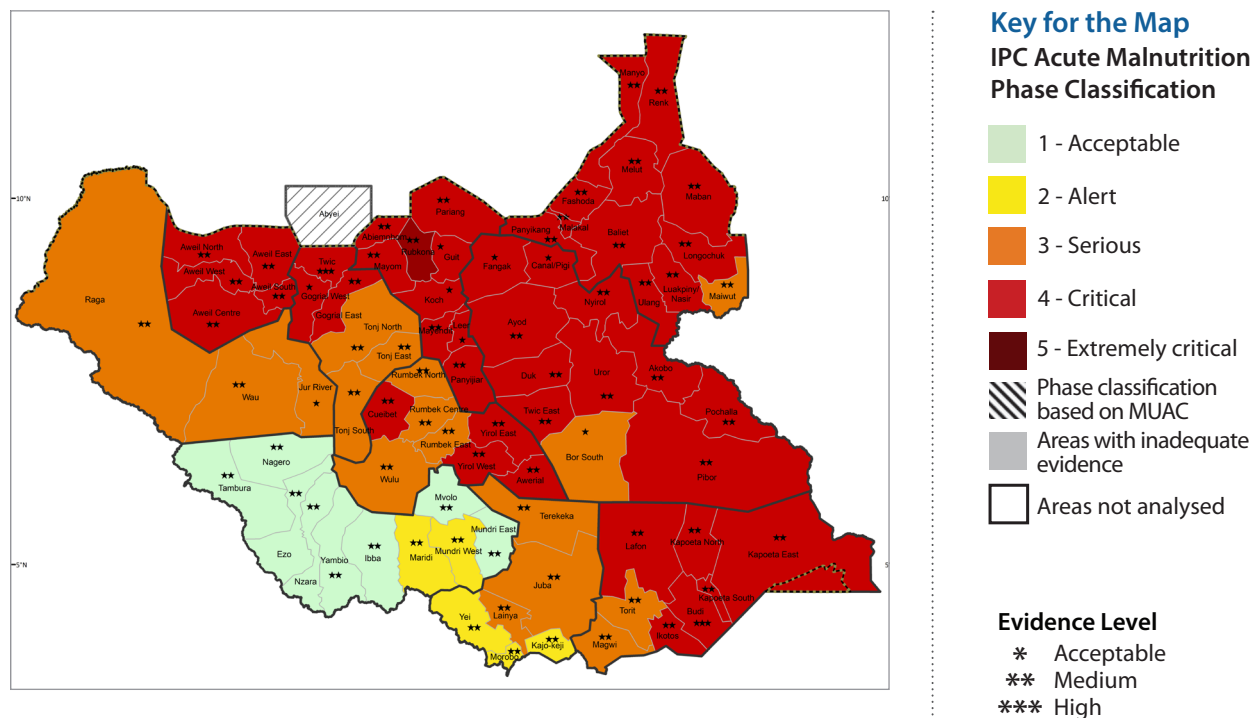 Key for the Map
IPC Acute Malnutrition
Phase Classification
1 - Acceptable
2 - Alert
3 - Serious
4 - Critical
5 - Extremely critical
Phase classification
based on MUAC
Areas with inadequate
evidence
Areas not analysed
Evidence Level
* Acceptable
** Medium
*** High
10°N
10
5°N
5
Manyo
Renk
Melut
Maban
Fashoda
Panyikang
Malakal
Baliet
Longochuk
Maiwut
Luakpiny/
Nasir
Ulang
Nyirol
Canal/Pigi
Fangak
Abyei
Pariang
Abiemnhom
Rubkona
Guit
Mayom
Koch
Mayendit
Leer
Panyijiar
Ayod
Duk
Uror
Akobo
Pochalla
Twic East
Bor South
Pibor
Aweil North
Aweil East
Aweil West
Aweil South
Aweil Centre
Twic
Gogrial West
Gogrial East
Raga
Wau
Jur River
Tonj North
Tonj East
Tonj South
Rumbek North
Rumbek Centre
Rumbek East
Cueibet
Wulu
Yirol East
Yirol West
Awerial
Nagero
Tambura
Ezo
Nzara
Yambio
Ibba
Maridi
Mvolo
Mundri West
Mundri East
Terekeka
Juba
Lainya
Yei
Morobo
Kajo-keji
Magwi
Torit
Ikotos
Lafon
Kapoeta North
Kapoeta East
Kapoeta South
Budi